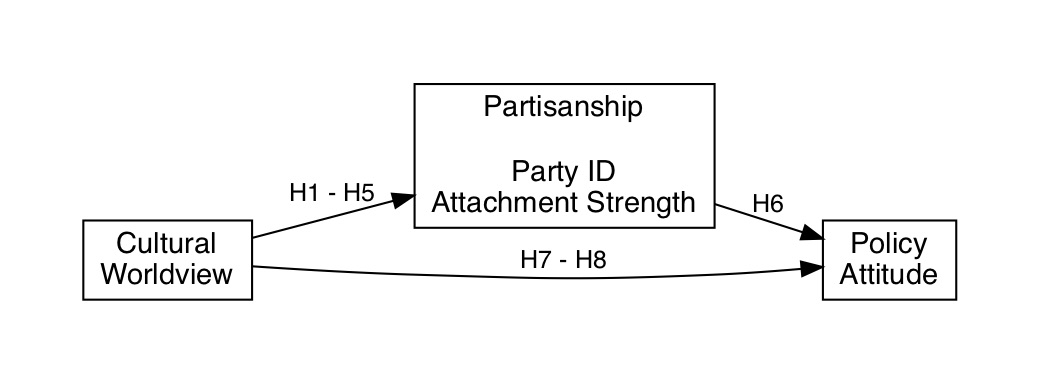 Partisanship
Party ID
Attachment Strength
H1 - H5
H6
Cultural
Worldview
H7 - H8
Policy
Attitude